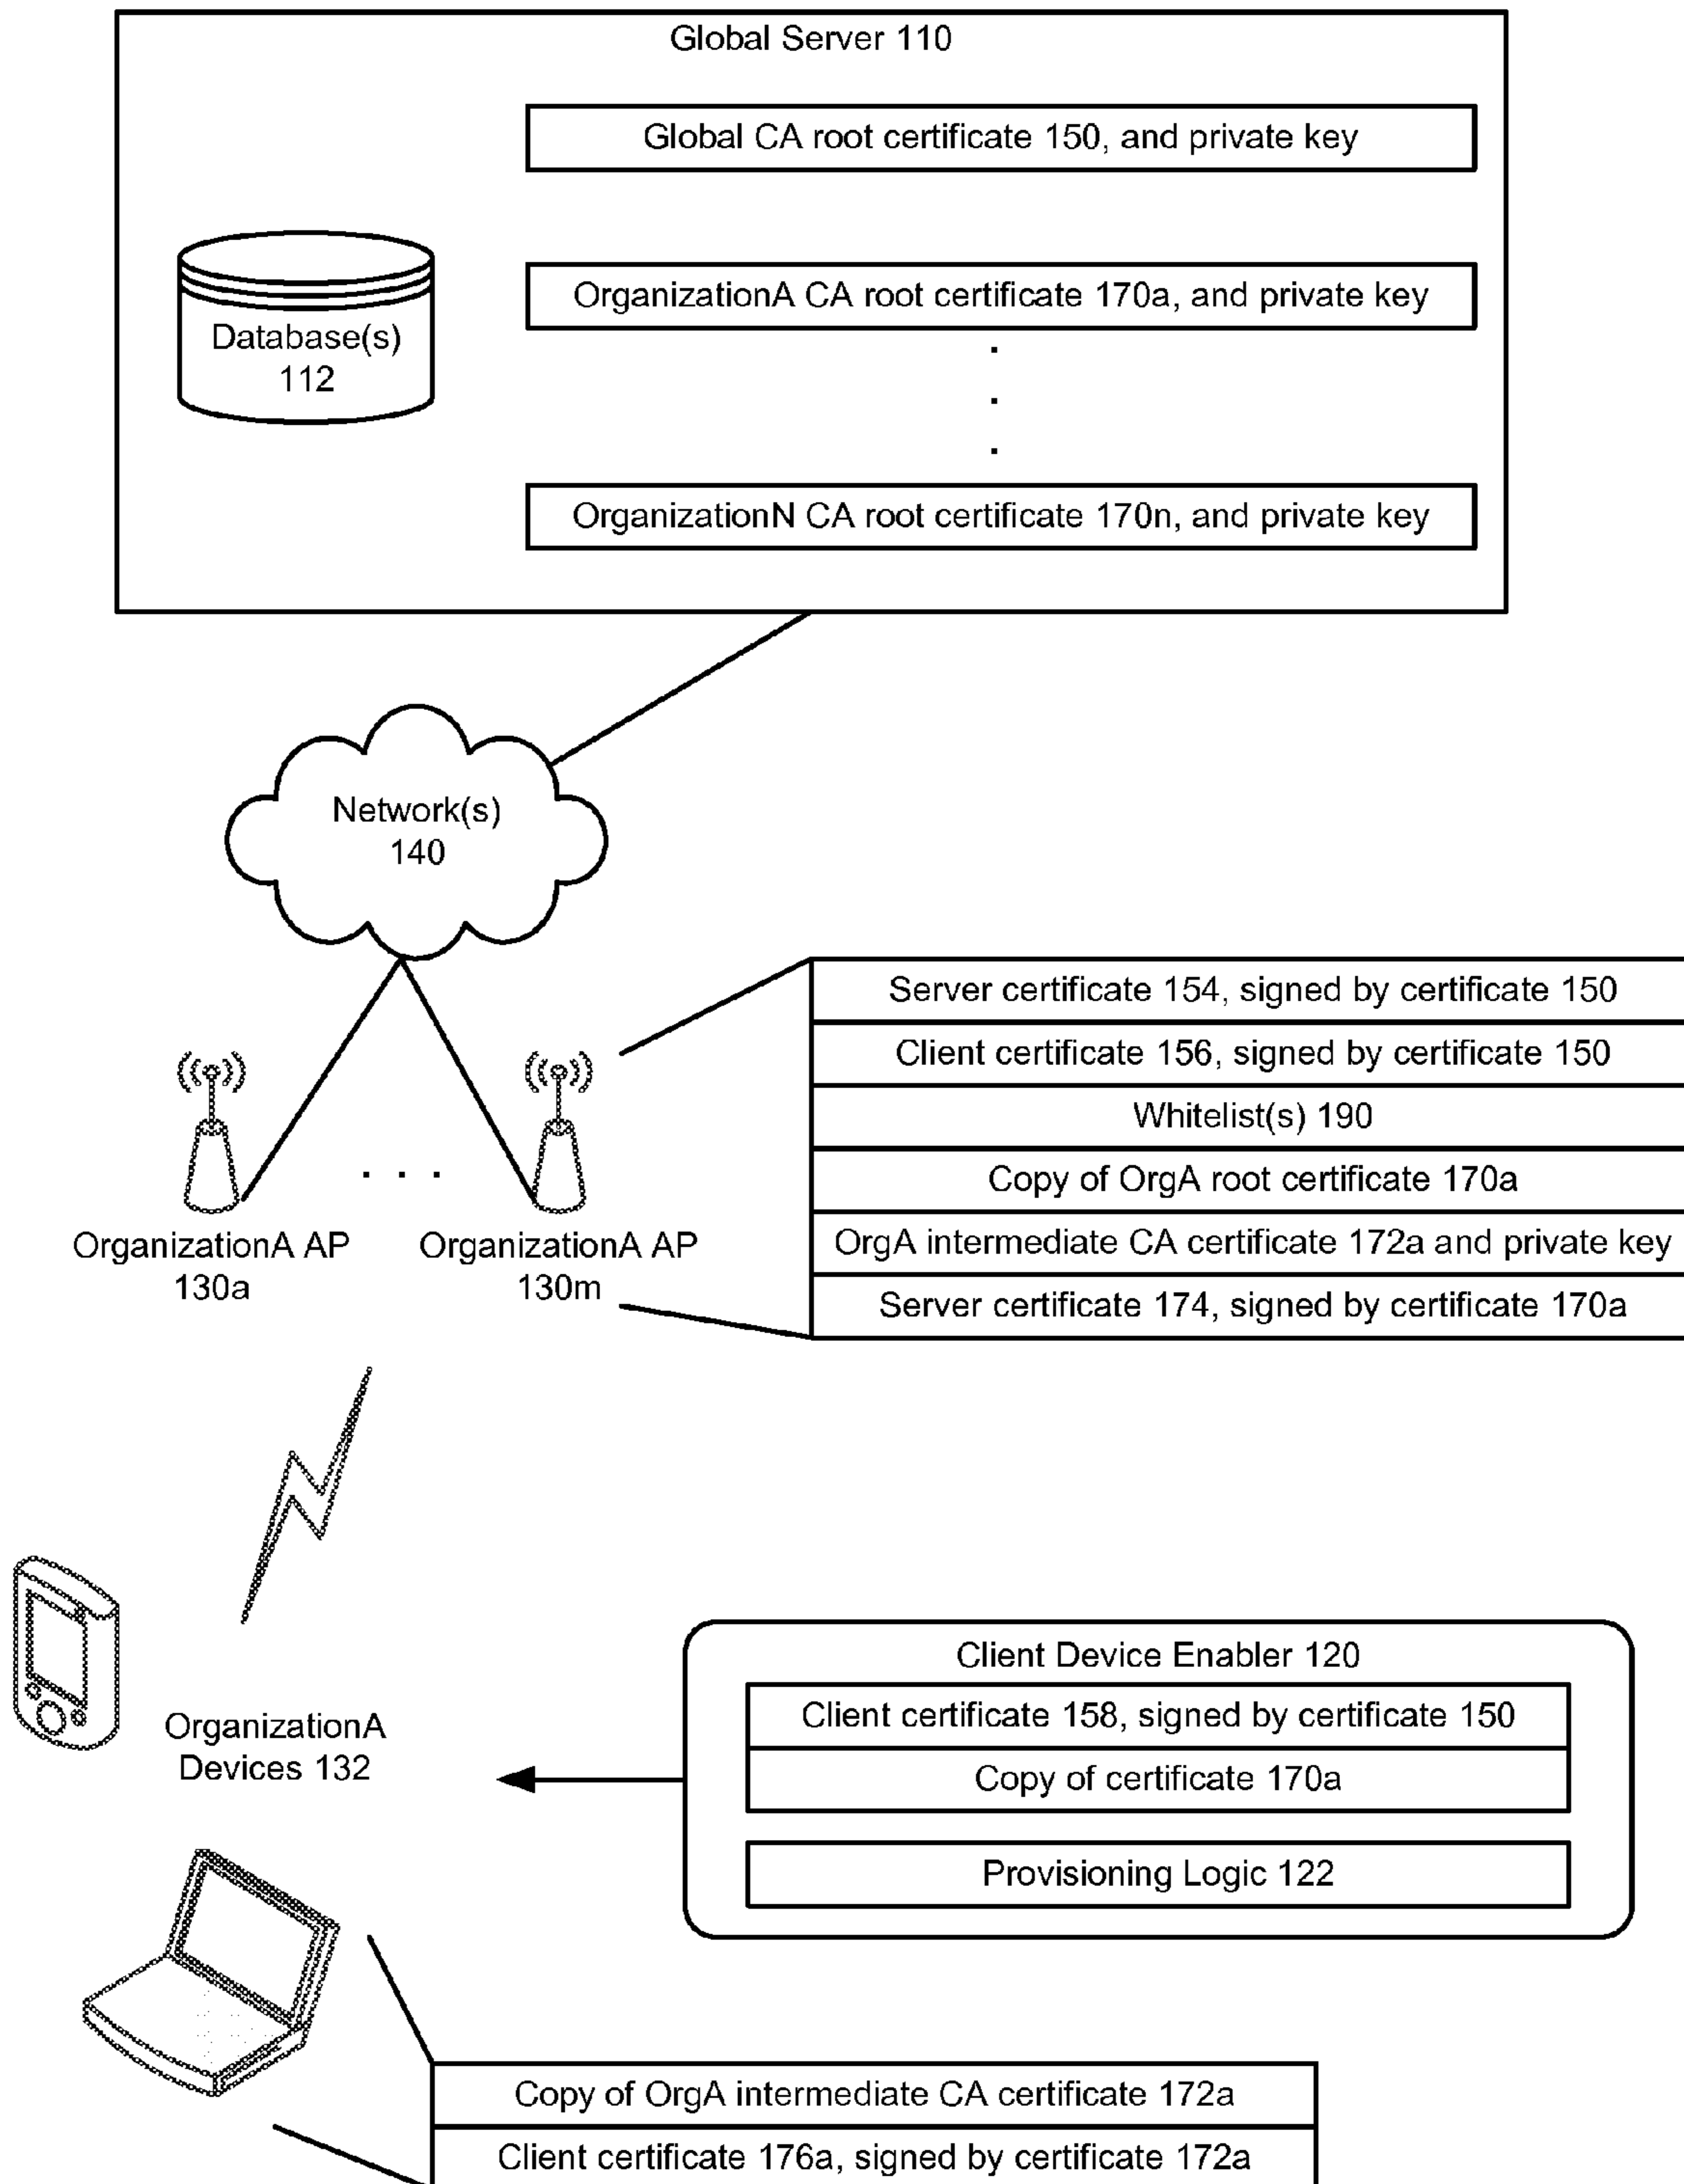 Global Server 110
Global CA root certificate 150, and private key
OrganizationA CA root certificate 170a, and private key
Database(s)
112
.
.
.
OrganizationN CA root certificate 170n, and private key
Network(s)
140
Server certificate 154, signed by certificate 150
Client certificate 156, signed by certificate 150
Whitelist(s) 190
Copy of OrgA root certificate 170a
OrgA intermediate CA certificate 172a and private key
Server certificate 174, signed by certificate 170a
. . .
OrganizationA AP
130a
OrganizationA AP
130m
Client Device Enabler 120
Client certificate 158, signed by certificate 150
Copy of certificate 170a
Provisioning Logic 122
OrganizationA
Devices 132
Copy of OrgA intermediate CA certificate 172a
Client certificate 176a, signed by certificate 172a